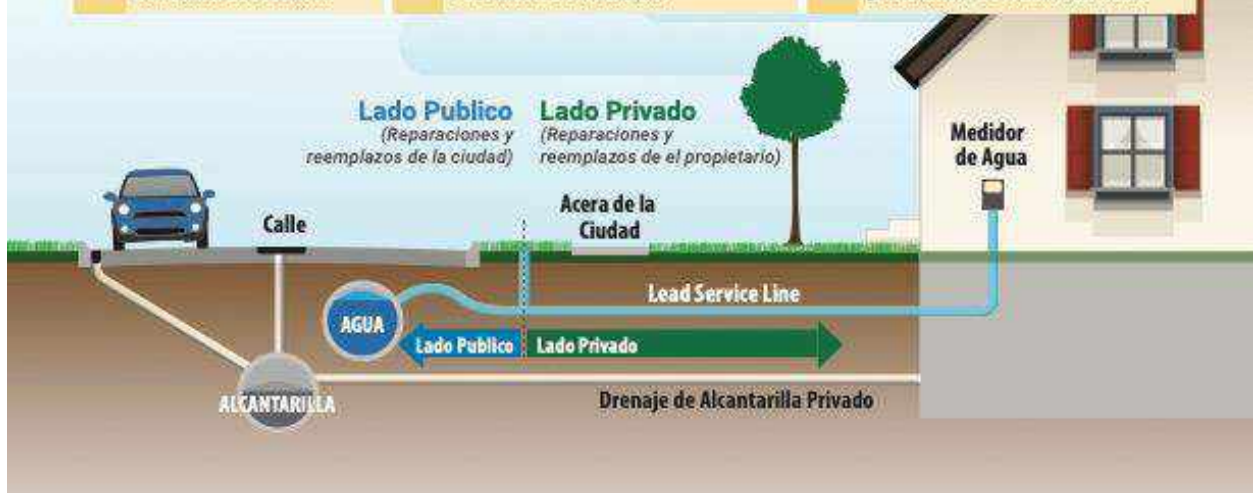 Lado Publico
(Reparaciones y
reemplazos de la ciudad)
Lado Privado
(Reparaciones y
reemplazos de el propietario)
Medidor
de Agua
Calle
Acera de la
Ciudad
Lead Service Line
AGUA
Lado Publico
Lado Privado
ALCANTARILLA
Drenaje de Alcantarilla Privado